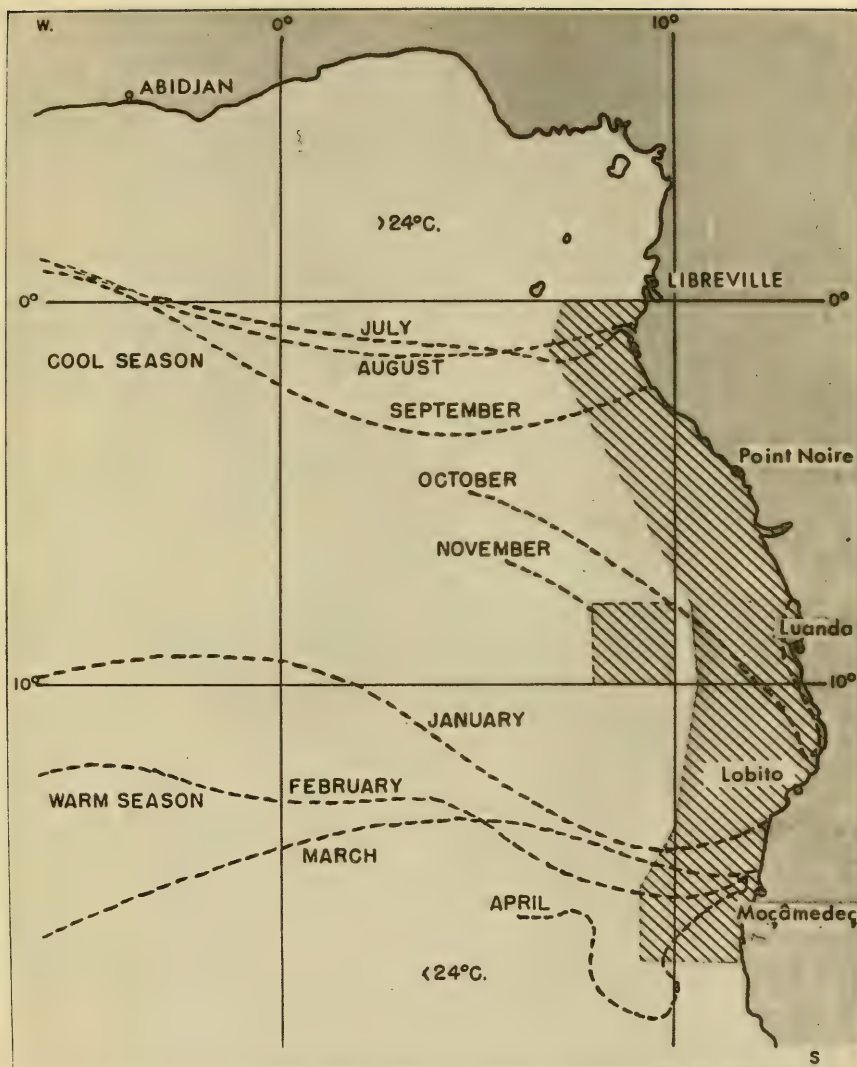 W.
0°
10°
ABIDJAN
>24°C.
LIBREVILLE
0°
0°
JULY
COOL SEASON
AUGUST
SEPTEMBER
Point Noire
OCTOBER
NOVEMBER
Luanda
10°
10°
JANUARY
Lobito
FEBRUARY
WARM SEASON
MARCH
APRIL
Moçâmedeç
<24°C.
S